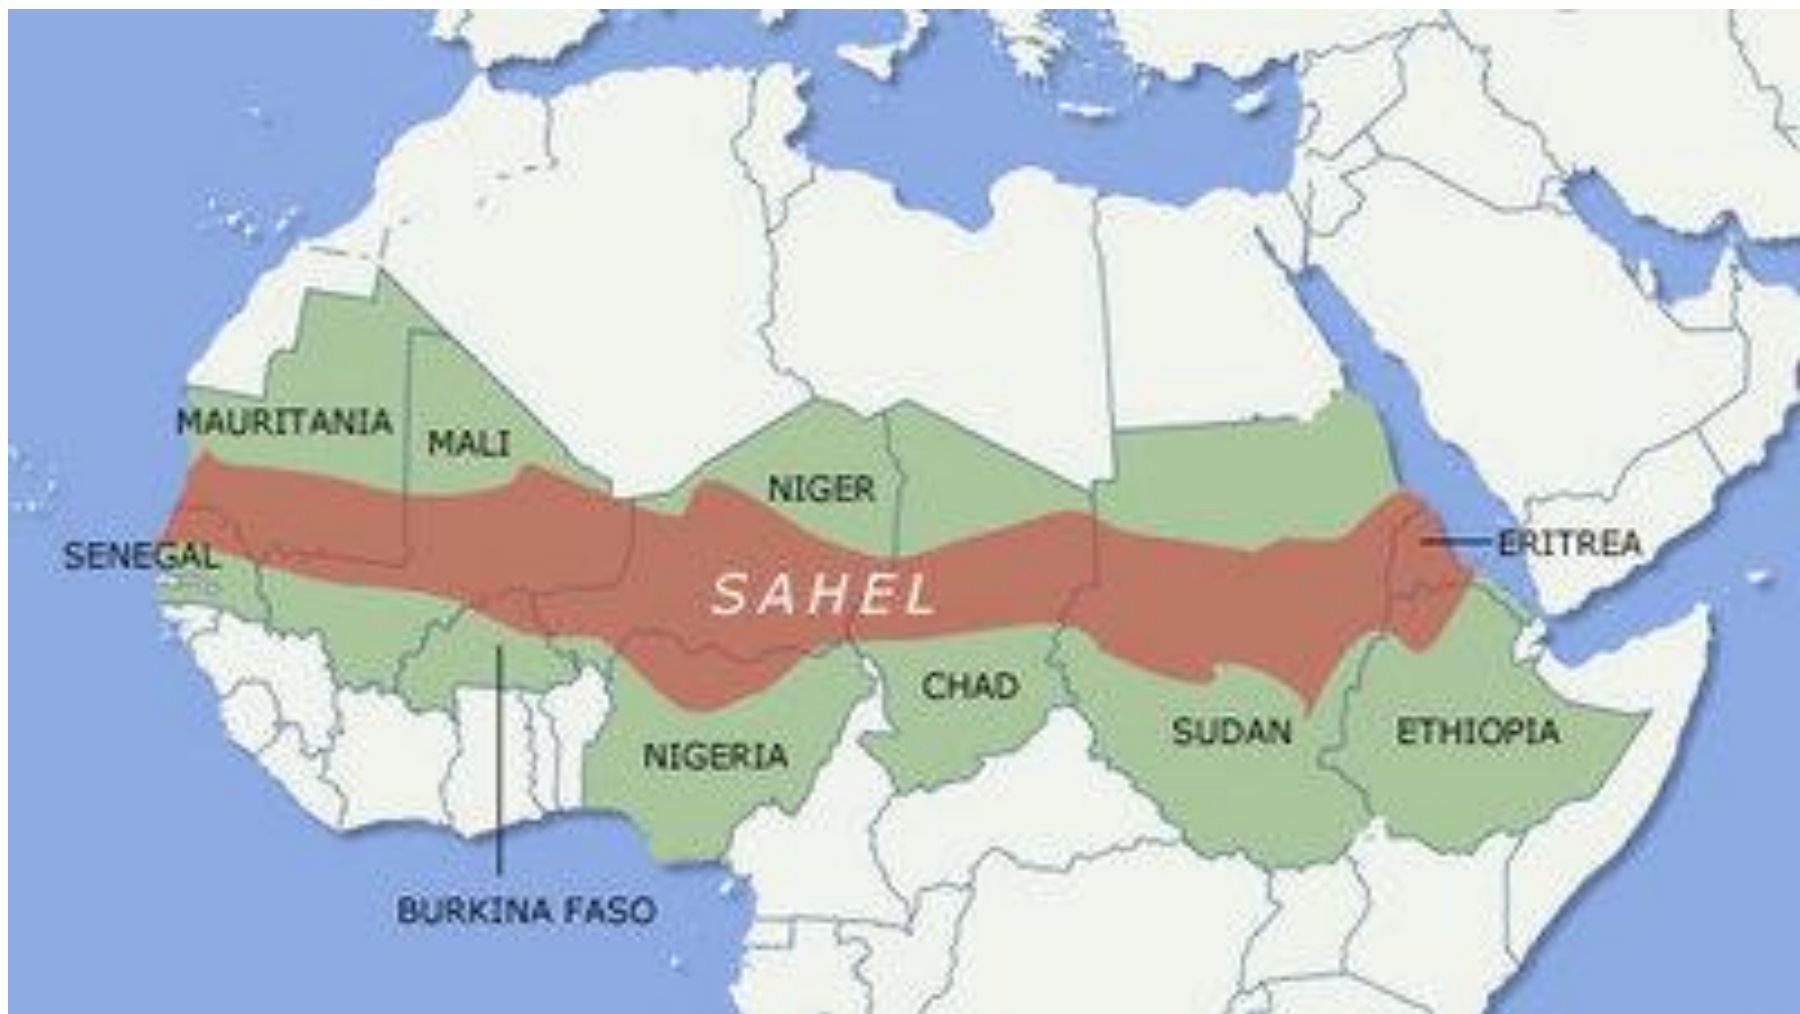 MAURITANIA
MALI
NIGER
SENEGAL
ERITREA
SAHEL
CHAD
SUDAN
ETHIOPIA
NIGERIA
BURKINA FASO